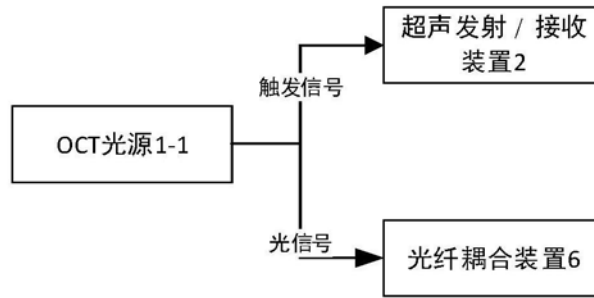 超声发射 / 接收
装置2
触发信号
OCT光源1-1
光信号
光纤耦合装置6